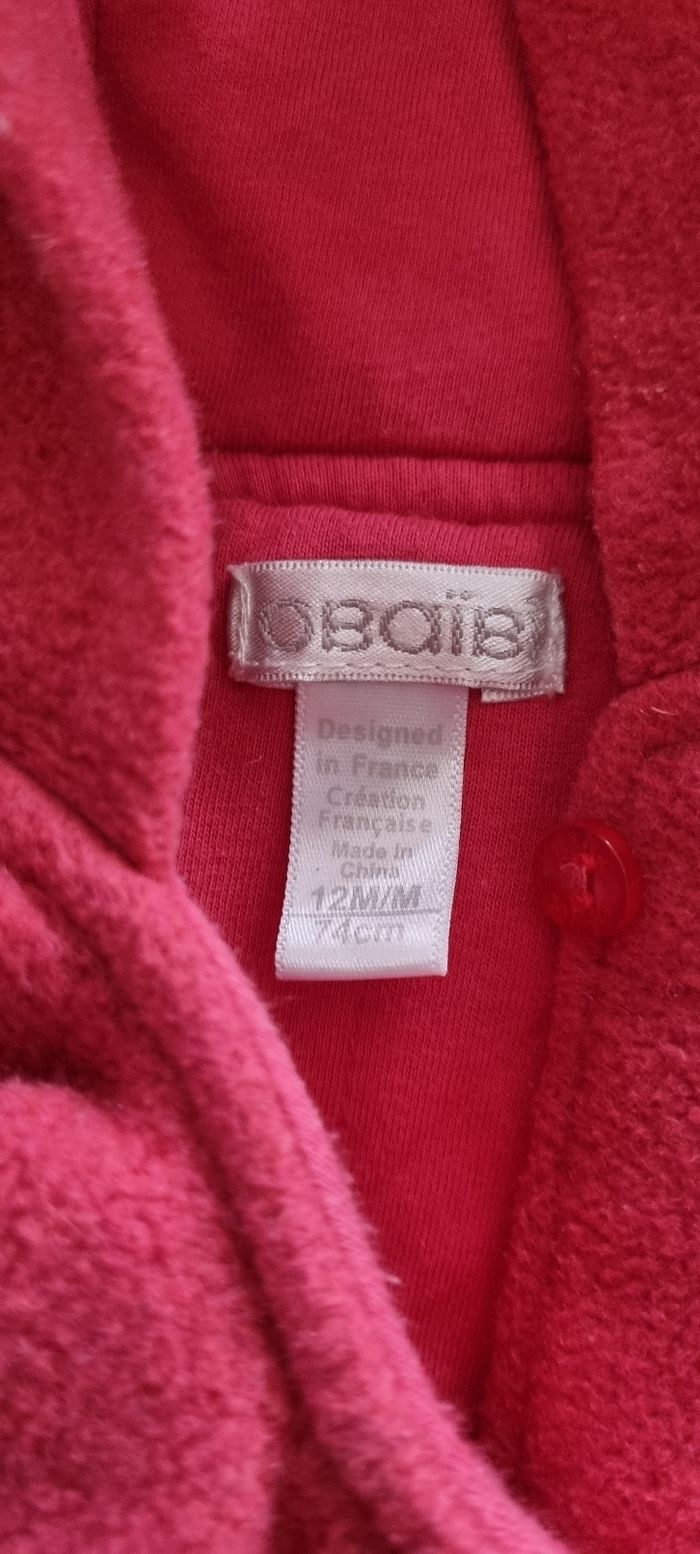 OBAÏBI
Designed
in France
Création
Française
Made in
China
12M/M
74cm